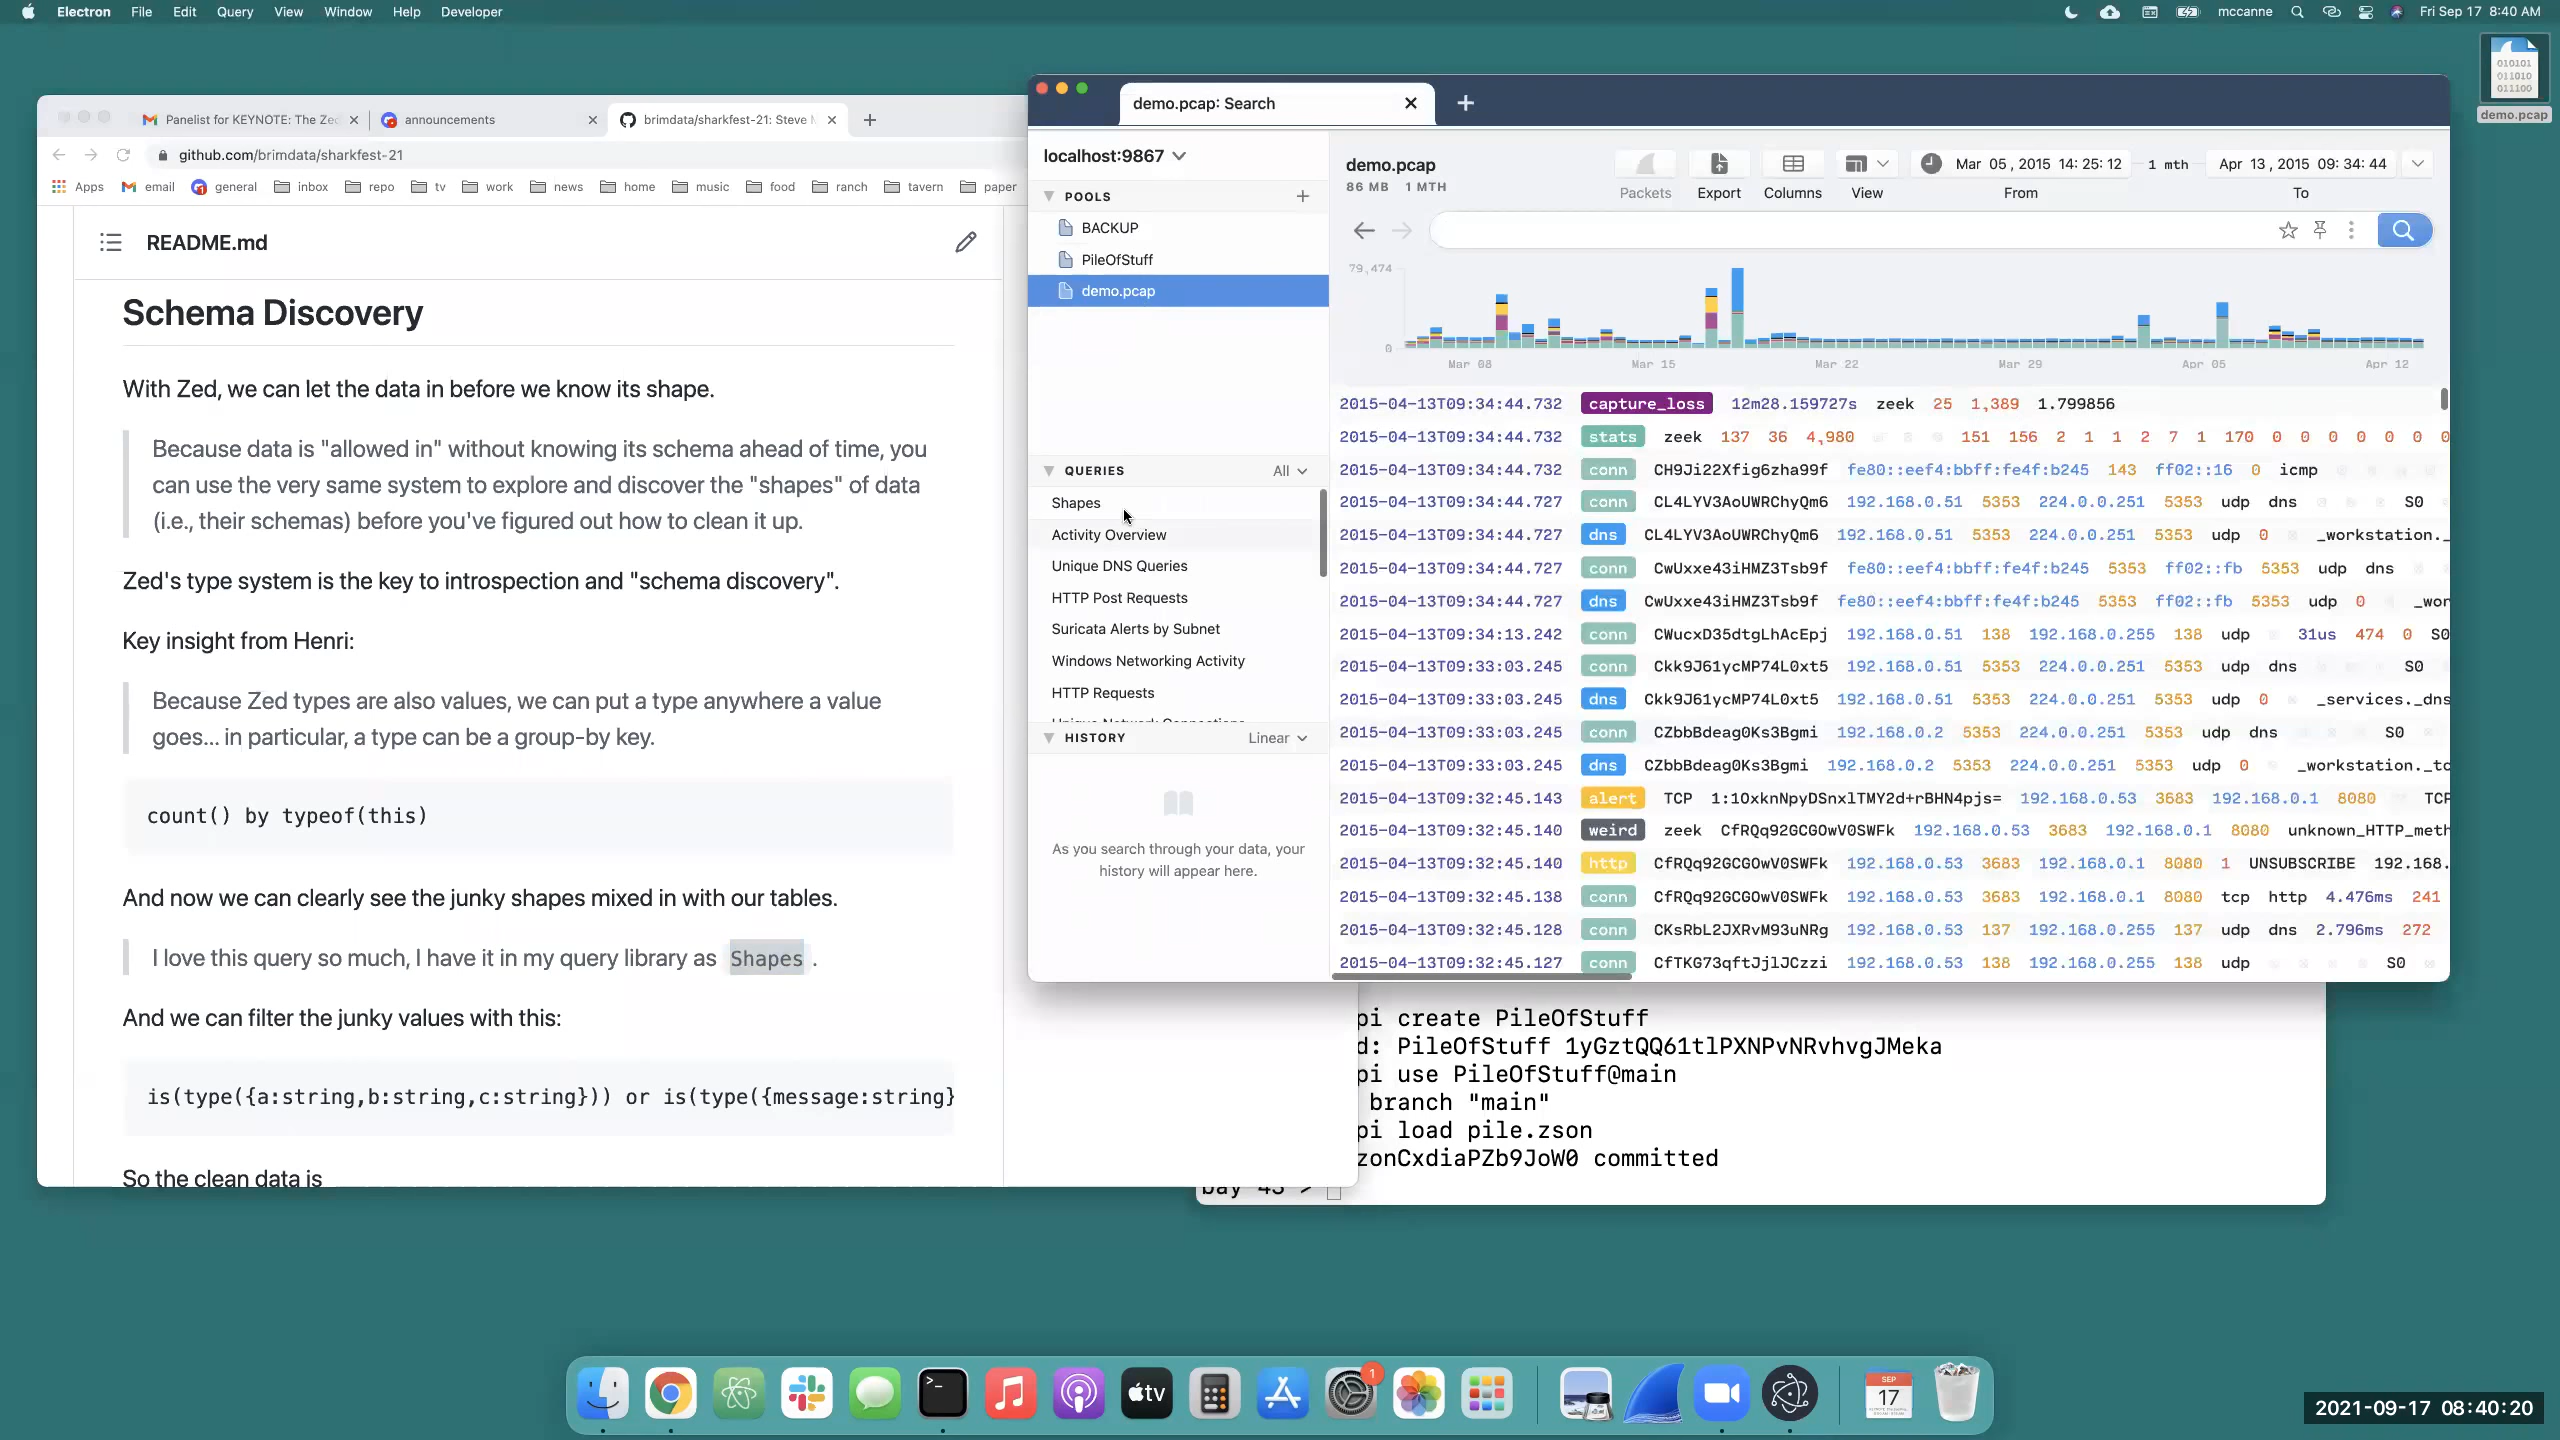 Electron File Edit Query View Window Help Developer
mccanne Fri Sep 17 8:40 AM
010101
011010
011100
demo.pcap
Panelist for KEYNOTE: The Ze
announcements
brimdata/sharkfest-21: Steve M
github.com/brimdata/sharkfest-21
Apps email general inbox repo tv work news home music food ranch tavern paper
README.md
Schema Discovery
With Zed, we can let the data in before we know its shape.
Because data is "allowed in" without knowing its schema ahead of time, you
can use the very same system to explore and discover the "shapes" of data
(i.e., their schemas) before you've figured out how to clean it up.
Zed's type system is the key to introspection and "schema discovery".
Key insight from Henri:
Because Zed types are also values, we can put a type anywhere a value
goes... in particular, a type can be a group-by key.
count() by typeof(this)
And now we can clearly see the junky shapes mixed in with our tables.
I love this query so much, I have it in my query library as Shapes .
And we can filter the junky values with this:
is(type({a:string,b:string,c:string})) or is(type({message:string}
So the clean data is
demo.pcap: Search
localhost:9867
POOLS
BACKUP
PileOfStuff
demo.pcap
QUERIES All
Shapes
Activity Overview
Unique DNS Queries
HTTP Post Requests
Suricata Alerts by Subnet
Windows Networking Activity
HTTP Requests
Unique Network Connections
HISTORY Linear
As you search through your data, your
history will appear here.
demo.pcap
86 MB 1 MTH
Packets Export Columns View
Mar 05 , 2015 14:25:12 1 mth Apr 13 , 2015 09:34:44
From To
79,474
0
Mar 08 Mar 15 Mar 22 Mar 29 Apr 05 Apr 12
2015-04-13T09:34:44.732 capture_loss 12m28.159727s zeek 25 1,389 1.799856
2015-04-13T09:34:44.732 stats zeek 137 36 4,980 151 156 2 1 1 2 7 1 170 0 0 0 0 0 0 0
2015-04-13T09:34:44.732 conn CH9Ji22Xfig6zha99f fe80::eef4:bbff:fe4f:b245 143 ff02::16 0 icmp
2015-04-13T09:34:44.727 conn CL4LYV3AoUWRChyQm6 192.168.0.51 5353 224.0.0.251 5353 udp dns S0
2015-04-13T09:34:44.727 dns CL4LYV3AoUWRChyQm6 192.168.0.51 5353 224.0.0.251 5353 udp 0 _workstation._
2015-04-13T09:34:44.727 conn CwUxxe43iHMZ3Tsb9f fe80::eef4:bbff:fe4f:b245 5353 ff02::fb 5353 udp dns
2015-04-13T09:34:44.727 dns CwUxxe43iHMZ3Tsb9f fe80::eef4:bbff:fe4f:b245 5353 ff02::fb 5353 udp 0 _wor
2015-04-13T09:34:13.242 conn CWucxD35dtgLhAcEpj 192.168.0.51 138 192.168.0.255 138 udp 31us 474 0 S0
2015-04-13T09:33:03.245 conn Ckk9J61ycMP74L0xt5 192.168.0.51 5353 224.0.0.251 5353 udp dns S0
2015-04-13T09:33:03.245 dns Ckk9J61ycMP74L0xt5 192.168.0.51 5353 224.0.0.251 5353 udp 0 _services._dns
2015-04-13T09:33:03.245 conn CZbbBdeag0Ks3Bgmi 192.168.0.2 5353 224.0.0.251 5353 udp dns S0
2015-04-13T09:33:03.245 dns CZbbBdeag0Ks3Bgmi 192.168.0.2 5353 224.0.0.251 5353 udp 0 _workstation._tc
2015-04-13T09:32:45.143 alert TCP 1:1OxknNpyDSnxlTMY2d+rBHN4pjs= 192.168.0.53 3683 192.168.0.1 8080 TCP
2015-04-13T09:32:45.140 weird zeek CfRQq92GCGOwV0SWFk 192.168.0.53 3683 192.168.0.1 8080 unknown_HTTP_meth
2015-04-13T09:32:45.140 http CfRQq92GCGOwV0SWFk 192.168.0.53 3683 192.168.0.1 8080 1 UNSUBSCRIBE 192.168.
2015-04-13T09:32:45.138 conn CfRQq92GCGOwV0SWFk 192.168.0.53 3683 192.168.0.1 8080 tcp http 4.476ms 241
2015-04-13T09:32:45.128 conn CKsRbL2JXRvM93uNRg 192.168.0.53 137 192.168.0.255 137 udp dns 2.796ms 272
2015-04-13T09:32:45.127 conn CfTKG73qftJjlJCzzi 192.168.0.53 138 192.168.0.255 138 udp S0
pi create PileOfStuff
d: PileOfStuff 1yGztQQ61tlPXNPvNRvhvgJMeka
pi use PileOfStuff@main
branch "main"
pi load pile.zson
zonCxdiaPZb9JoW0 committed
bay 43 >
tv
1
SEP
17
2021-09-17 08:40:20